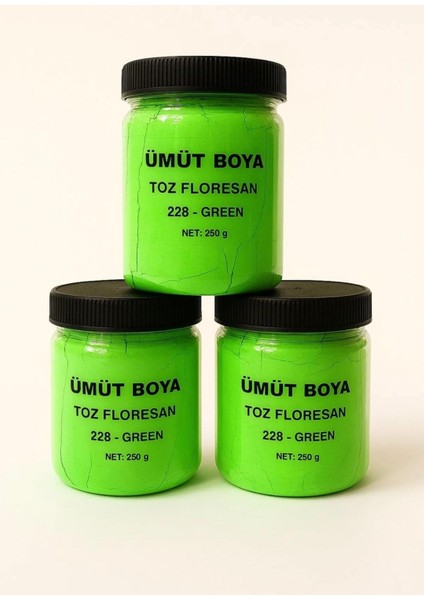 ÜMÜT BOYA
TOZ FLORESAN
228 - GREEN
NET: 250 g
ÜMÜT BOYA
TOZ FLORESAN
228 - GREEN
NET: 250 g
ÜMÜT BOYA
TOZ FLORESAN
228 - GREEN
NET: 250 g